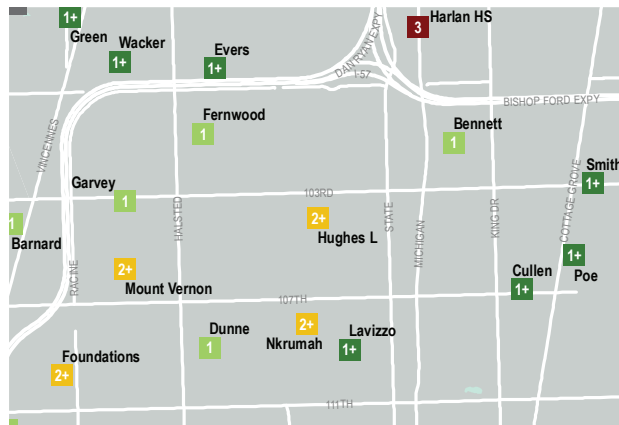 1+
Green
Wacker
1+
Evers
1+
DAN RYAN EXPY
I-57
3
Harlan HS
BISHOP FORD EXPY
VINCENNES
Fernwood
1
Bennett
1
Smith
1+
Garvey
1
103RD
HALSTED
STATE
MICHIGAN
KING DR
COTTAGE GROVE
1
Barnard
2+
Hughes L
RACINE
2+
Mount Vernon
1+
Poe
Cullen
1+
107TH
Dunne
1
2+
Nkrumah
Lavizzo
1+
Foundations
2+
111TH